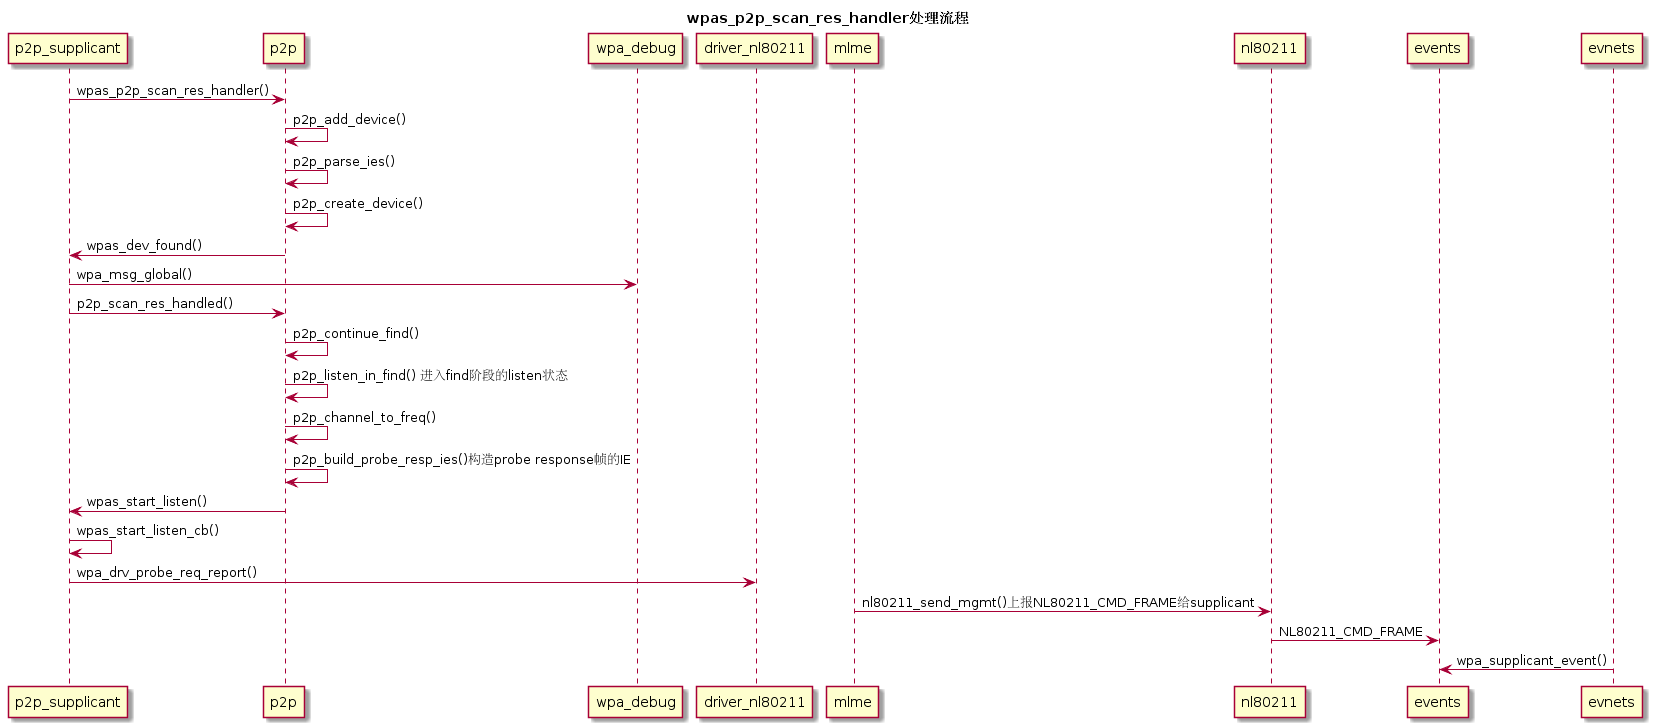 wpas_p2p_scan_res_handler处理流程
p2p_supplicant
p2p
wpa_debug
driver_nl80211
mlme
nl80211
events
evnets
wpas_p2p_scan_res_handler()
p2p_add_device()
p2p_parse_ies()
p2p_create_device()
wpas_dev_found()
wpa_msg_global()
p2p_scan_res_handled()
p2p_continue_find()
p2p_listen_in_find() 进入find阶段的listen状态
p2p_channel_to_freq()
p2p_build_probe_resp_ies()构造probe response帧的IE
wpas_start_listen()
wpas_start_listen_cb()
wpa_drv_probe_req_report()
nl80211_send_mgmt()上报NL80211_CMD_FRAME给supplicant
NL80211_CMD_FRAME
wpa_supplicant_event()
p2p_supplicant
p2p
wpa_debug
driver_nl80211
mlme
nl80211
events
evnets